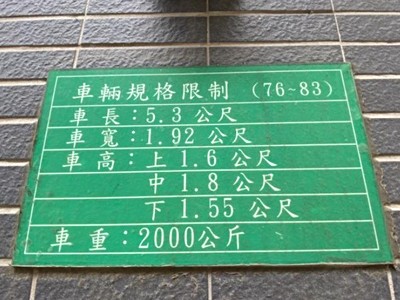 車輛規格限制 (76~83)
車長：5.3 公尺
車寬：1.92 公尺
車高：上 1.6 公尺
中 1.8 公尺
下 1.55 公尺
車重：2000公斤